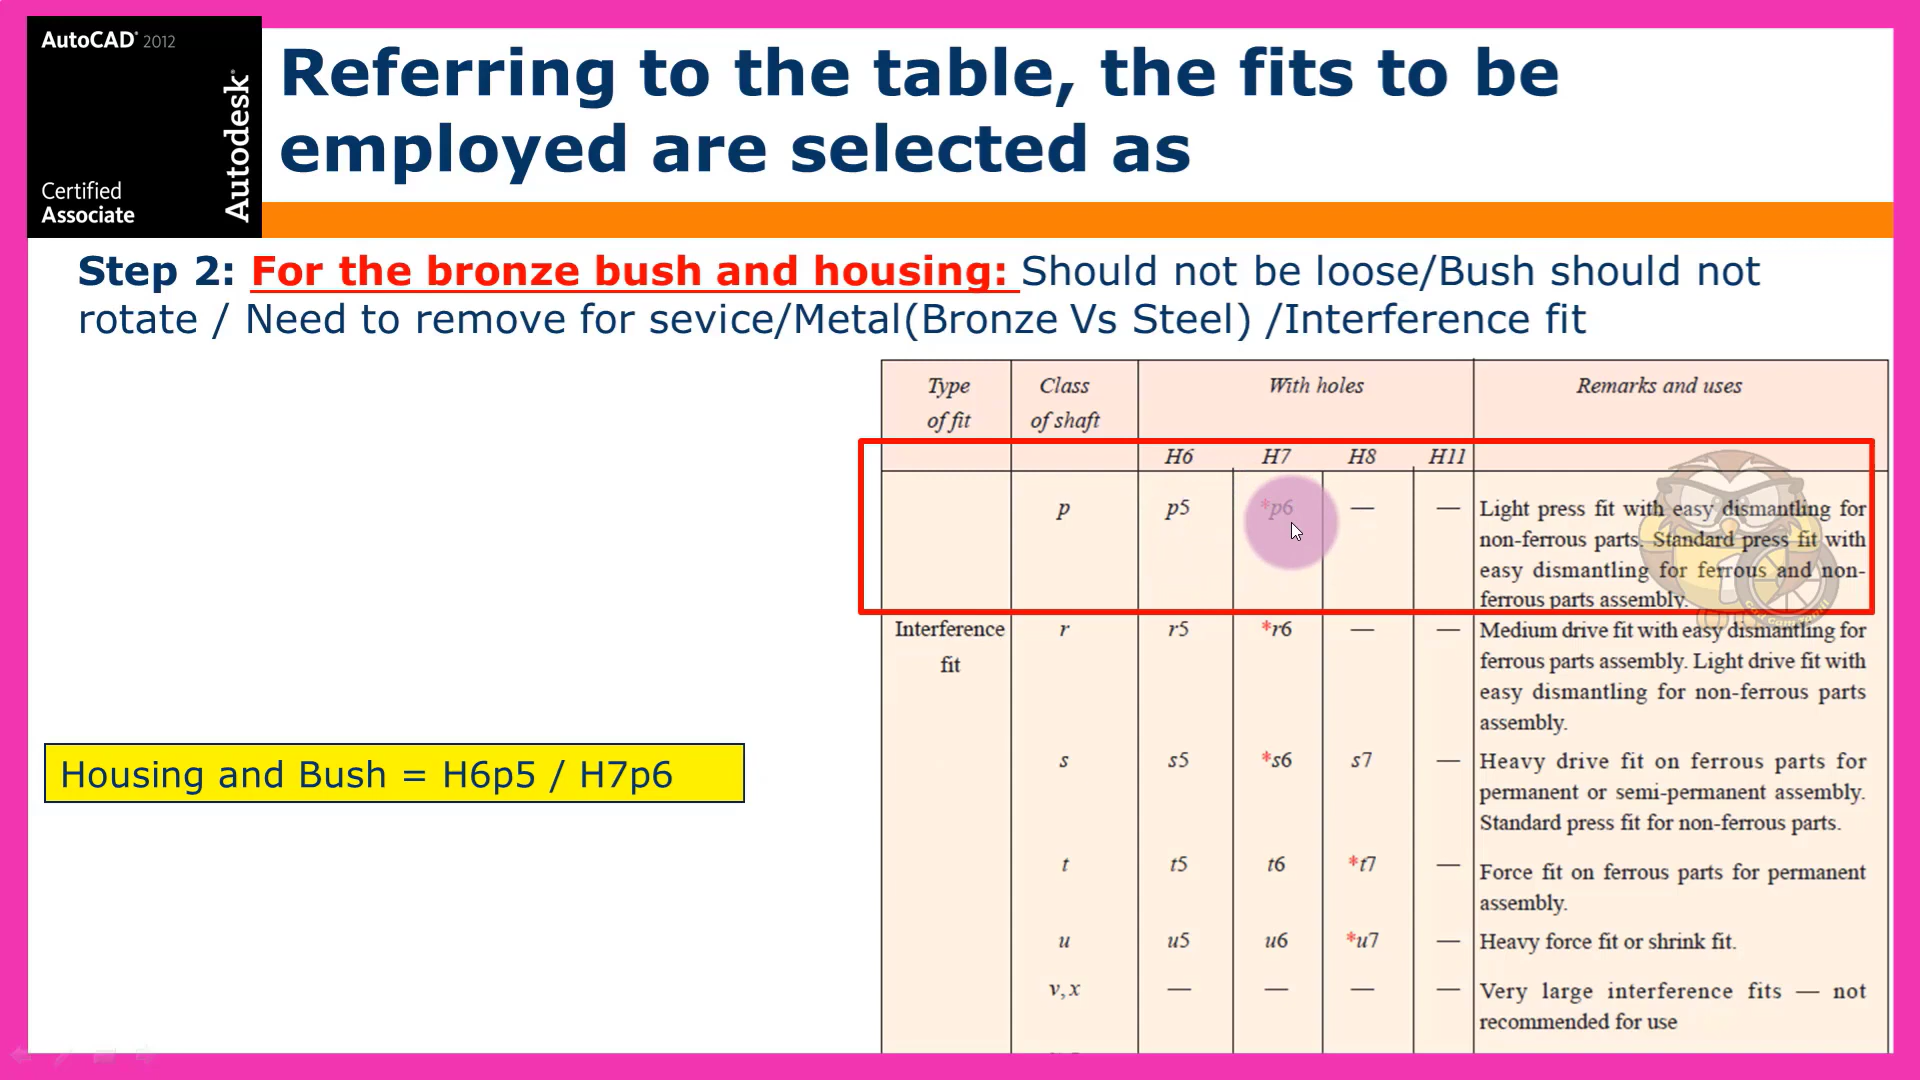 AutoCAD® 2012
Autodesk®
Certified
Associate
Referring to the table, the fits to be
employed are selected as
Step 2: For the bronze bush and housing: Should not be loose/Bush should not
rotate / Need to remove for sevice/Metal(Bronze Vs Steel) /Interference fit
Housing and Bush = H6p5 / H7p6
Type Class With holes Remarks and uses
of fit of shaft
H6 H7 H8 H11
p p5 *p6 — — Light press fit with easy dismantling for
non-ferrous parts. Standard press fit with
easy dismantling for ferrous and non-
ferrous parts assembly.
Interference r r5 *r6 — — Medium drive fit with easy dismantling for
fit ferrous parts assembly. Light drive fit with
easy dismantling for non-ferrous parts
assembly.
s s5 *s6 s7 — Heavy drive fit on ferrous parts for
permanent or semi-permanent assembly.
Standard press fit for non-ferrous parts.
t t5 t6 *t7 — Force fit on ferrous parts for permanent
assembly.
u u5 u6 *u7 — Heavy force fit or shrink fit.
v, x — — — — Very large interference fits — not
recommended for use